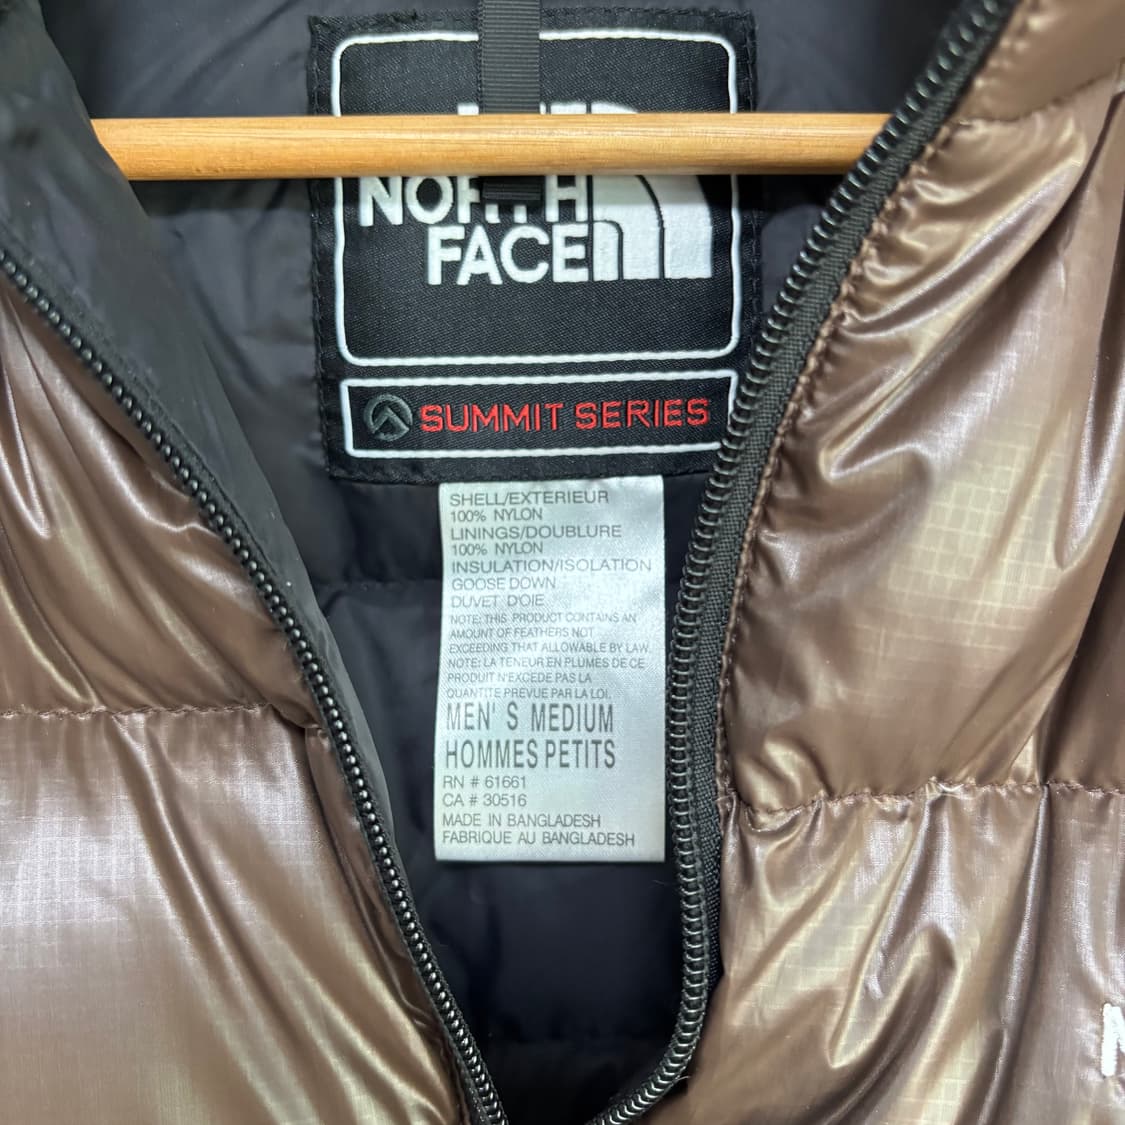 NORTH
FACE
SUMMIT SERIES
SHELL/EXTERIEUR
100% NYLON
LININGS/DOUBLURE
100% NYLON
INSULATION/ISOLATION
GOOSE DOWN
DUVET D'OIE
NOTE: THIS PRODUCT CONTAINS AN
AMOUNT OF FEATHERS NOT
EXCEEDING THAT ALLOWABLE BY LAW.
NOTE: LA TENEUR EN PLUMES DE CE
PRODUIT N'EXCEDE PAS LA
QUANTITE PREVUE PAR LA LOI.
MEN' S MEDIUM
HOMMES PETITS
RN # 61661
CA # 30516
MADE IN BANGLADESH
FABRIQUE AU BANGLADESH